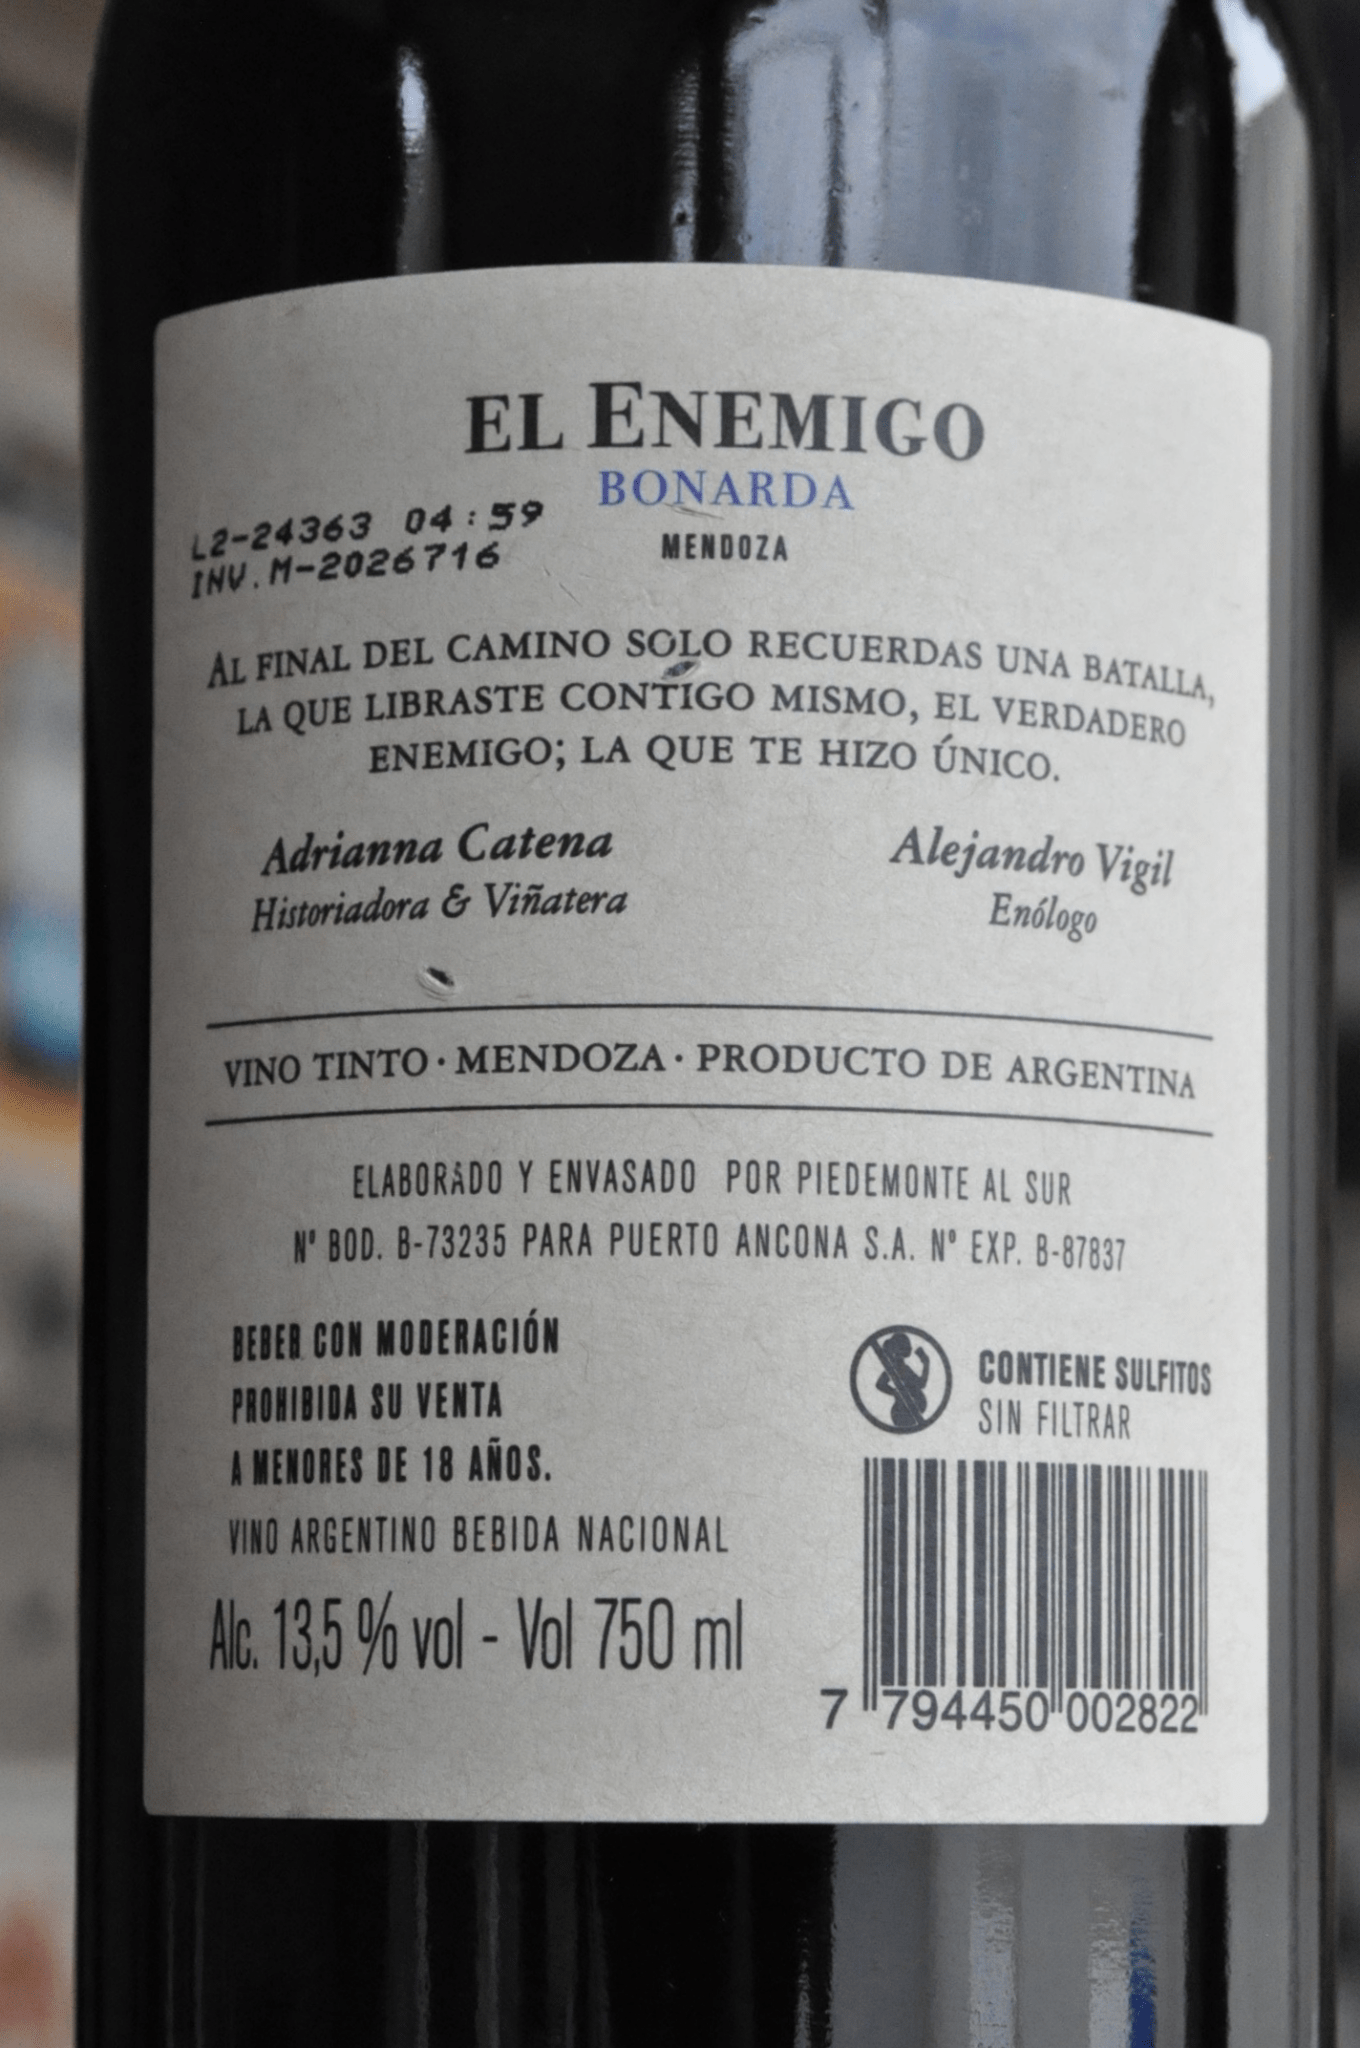 EL ENEMIGO
BONARDA
MENDOZA
L2-24363 04:59
INV.M-2026716
AL FINAL DEL CAMINO SOLO RECUERDAS UNA BATALLA,
LA QUE LIBRASTE CONTIGO MISMO, EL VERDADERO
ENEMIGO; LA QUE TE HIZO ÚNICO.
Adrianna Catena
Historiadora & Viñatera
Alejandro Vigil
Enólogo
VINO TINTO · MENDOZA · PRODUCTO DE ARGENTINA
ELABORADO Y ENVASADO POR PIEDEMONTE AL SUR
Nº BOD. B-73235 PARA PUERTO ANCONA S.A. Nº EXP. B-87837
BEBER CON MODERACIÓN
PROHIBIDA SU VENTA
A MENORES DE 18 AÑOS.
VINO ARGENTINO BEBIDA NACIONAL
Alc. 13,5 % vol - Vol 750 ml
CONTIENE SULFITOS
SIN FILTRAR
7 794450 002822